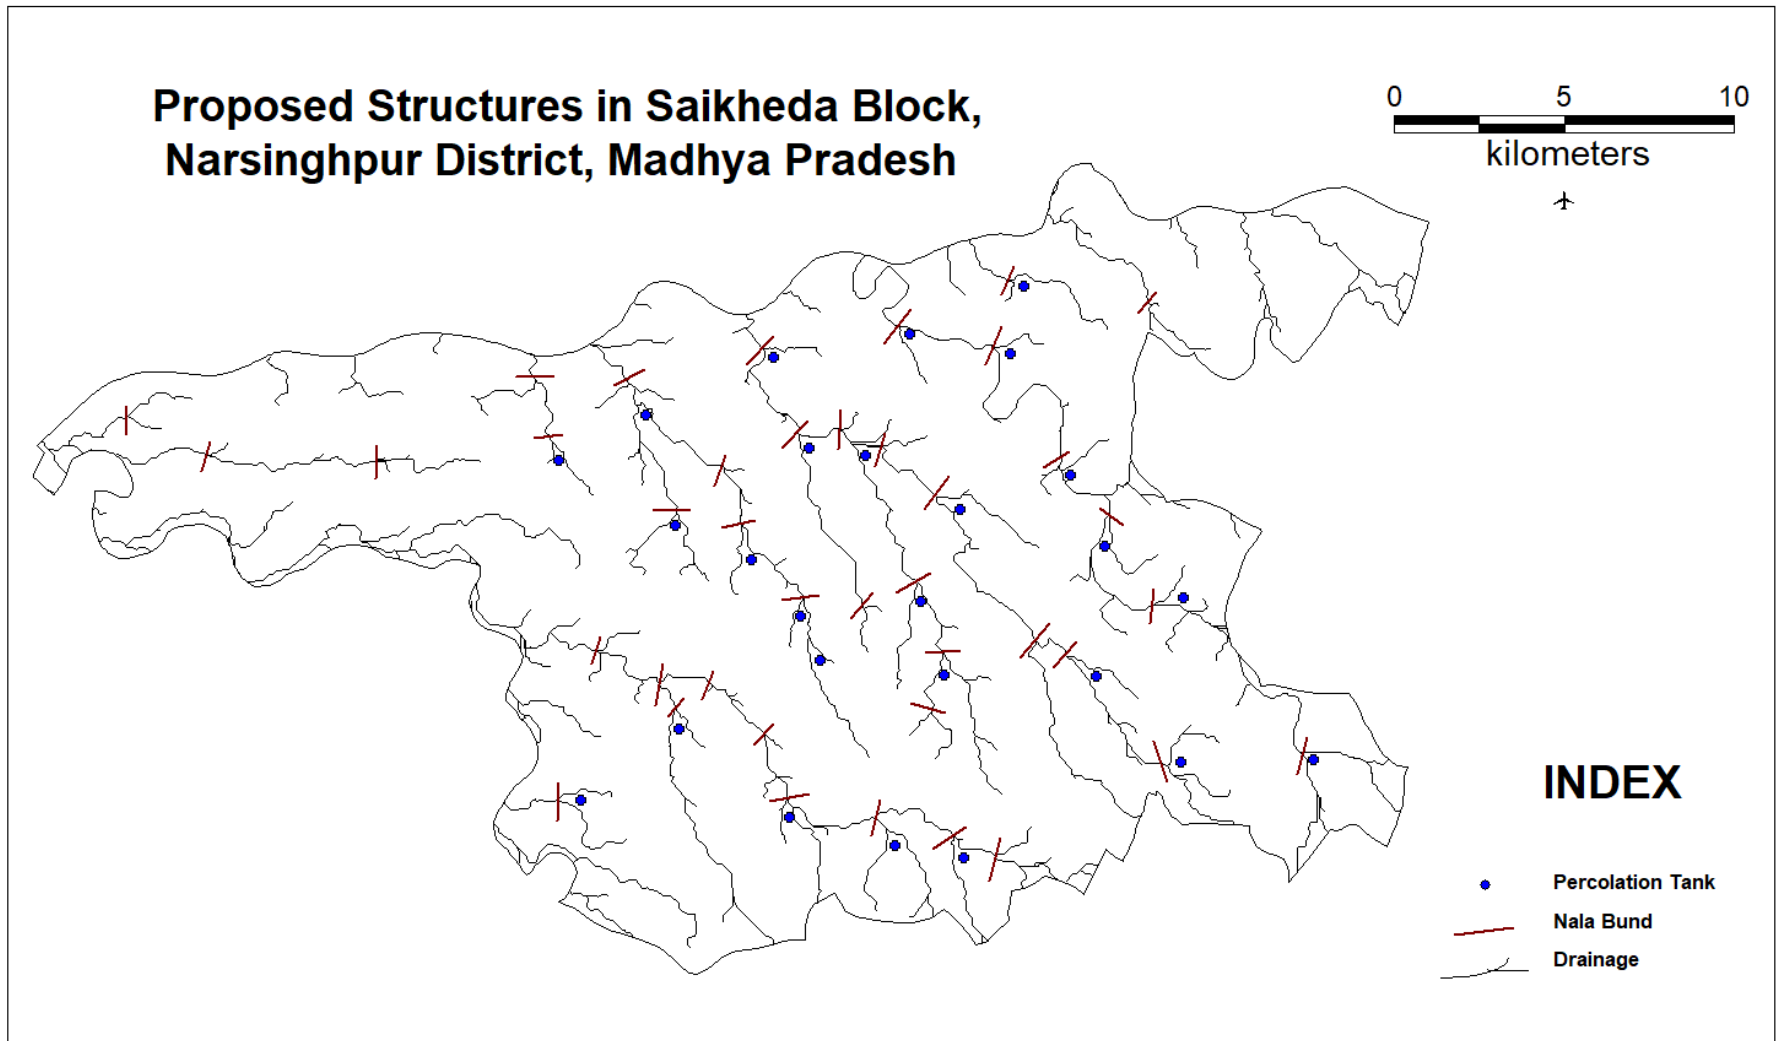 Proposed Structures in Saikheda Block,
Narsinghpur District, Madhya Pradesh
0 5 10
kilometers
INDEX
Percolation Tank
Nala Bund
Drainage